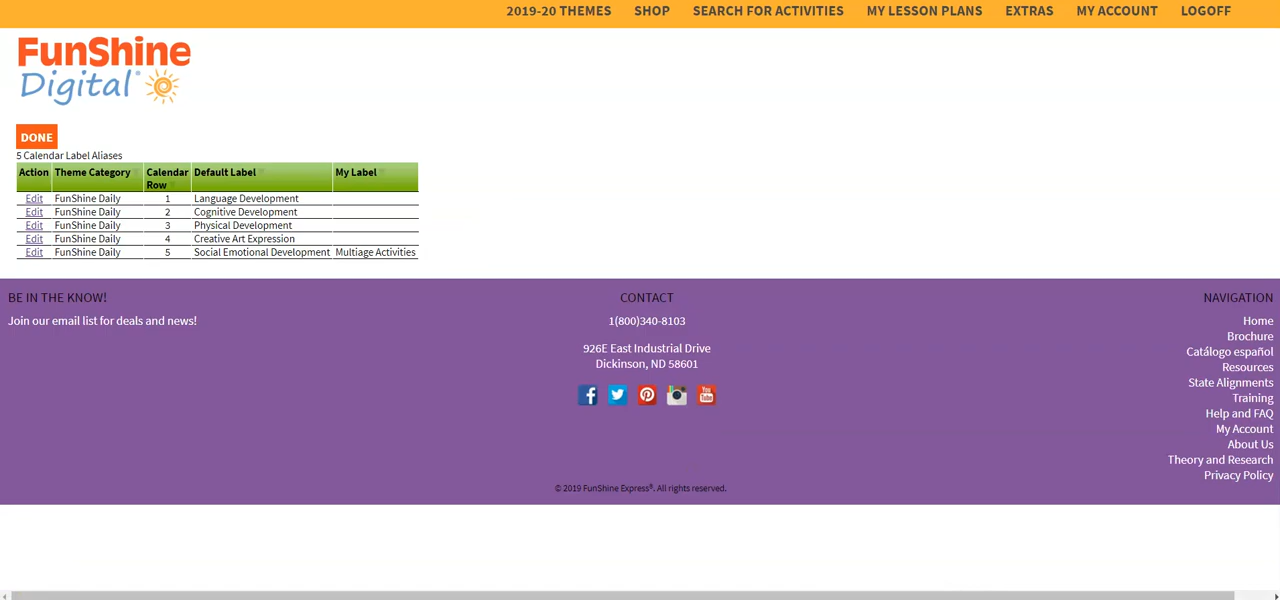 2019-20 THEMES SHOP SEARCH FOR ACTIVITIES MY LESSON PLANS EXTRAS MY ACCOUNT LOGOFF
FunShine
Digital®
DONE
5 Calendar Label Aliases
Action Theme Category Calendar Row Default Label My Label
Edit FunShine Daily 1 Language Development
Edit FunShine Daily 2 Cognitive Development
Edit FunShine Daily 3 Physical Development
Edit FunShine Daily 4 Creative Art Expression
Edit FunShine Daily 5 Social Emotional Development Multiage Activities
BE IN THE KNOW!
Join our email list for deals and news!
CONTACT
1(800)340-8103
926E East Industrial Drive
Dickinson, ND 58601
You
Tube
© 2019 FunShine Express®. All rights reserved.
NAVIGATION
Home
Brochure
Catálogo español
Resources
State Alignments
Training
Help and FAQ
My Account
About Us
Theory and Research
Privacy Policy